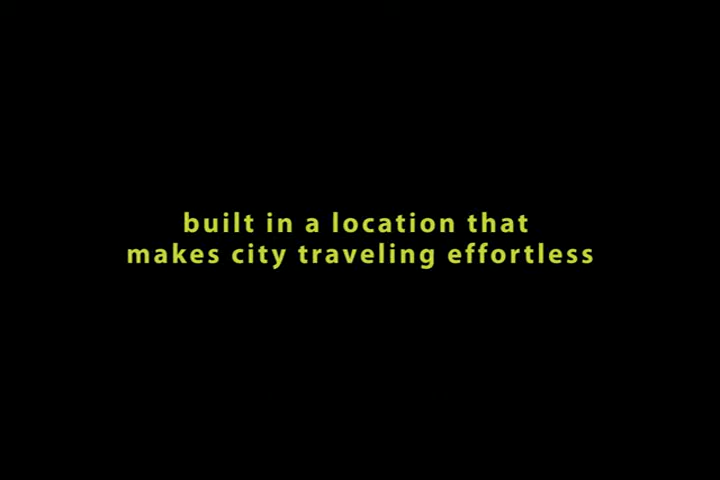 built in a location that
makes city traveling effortless